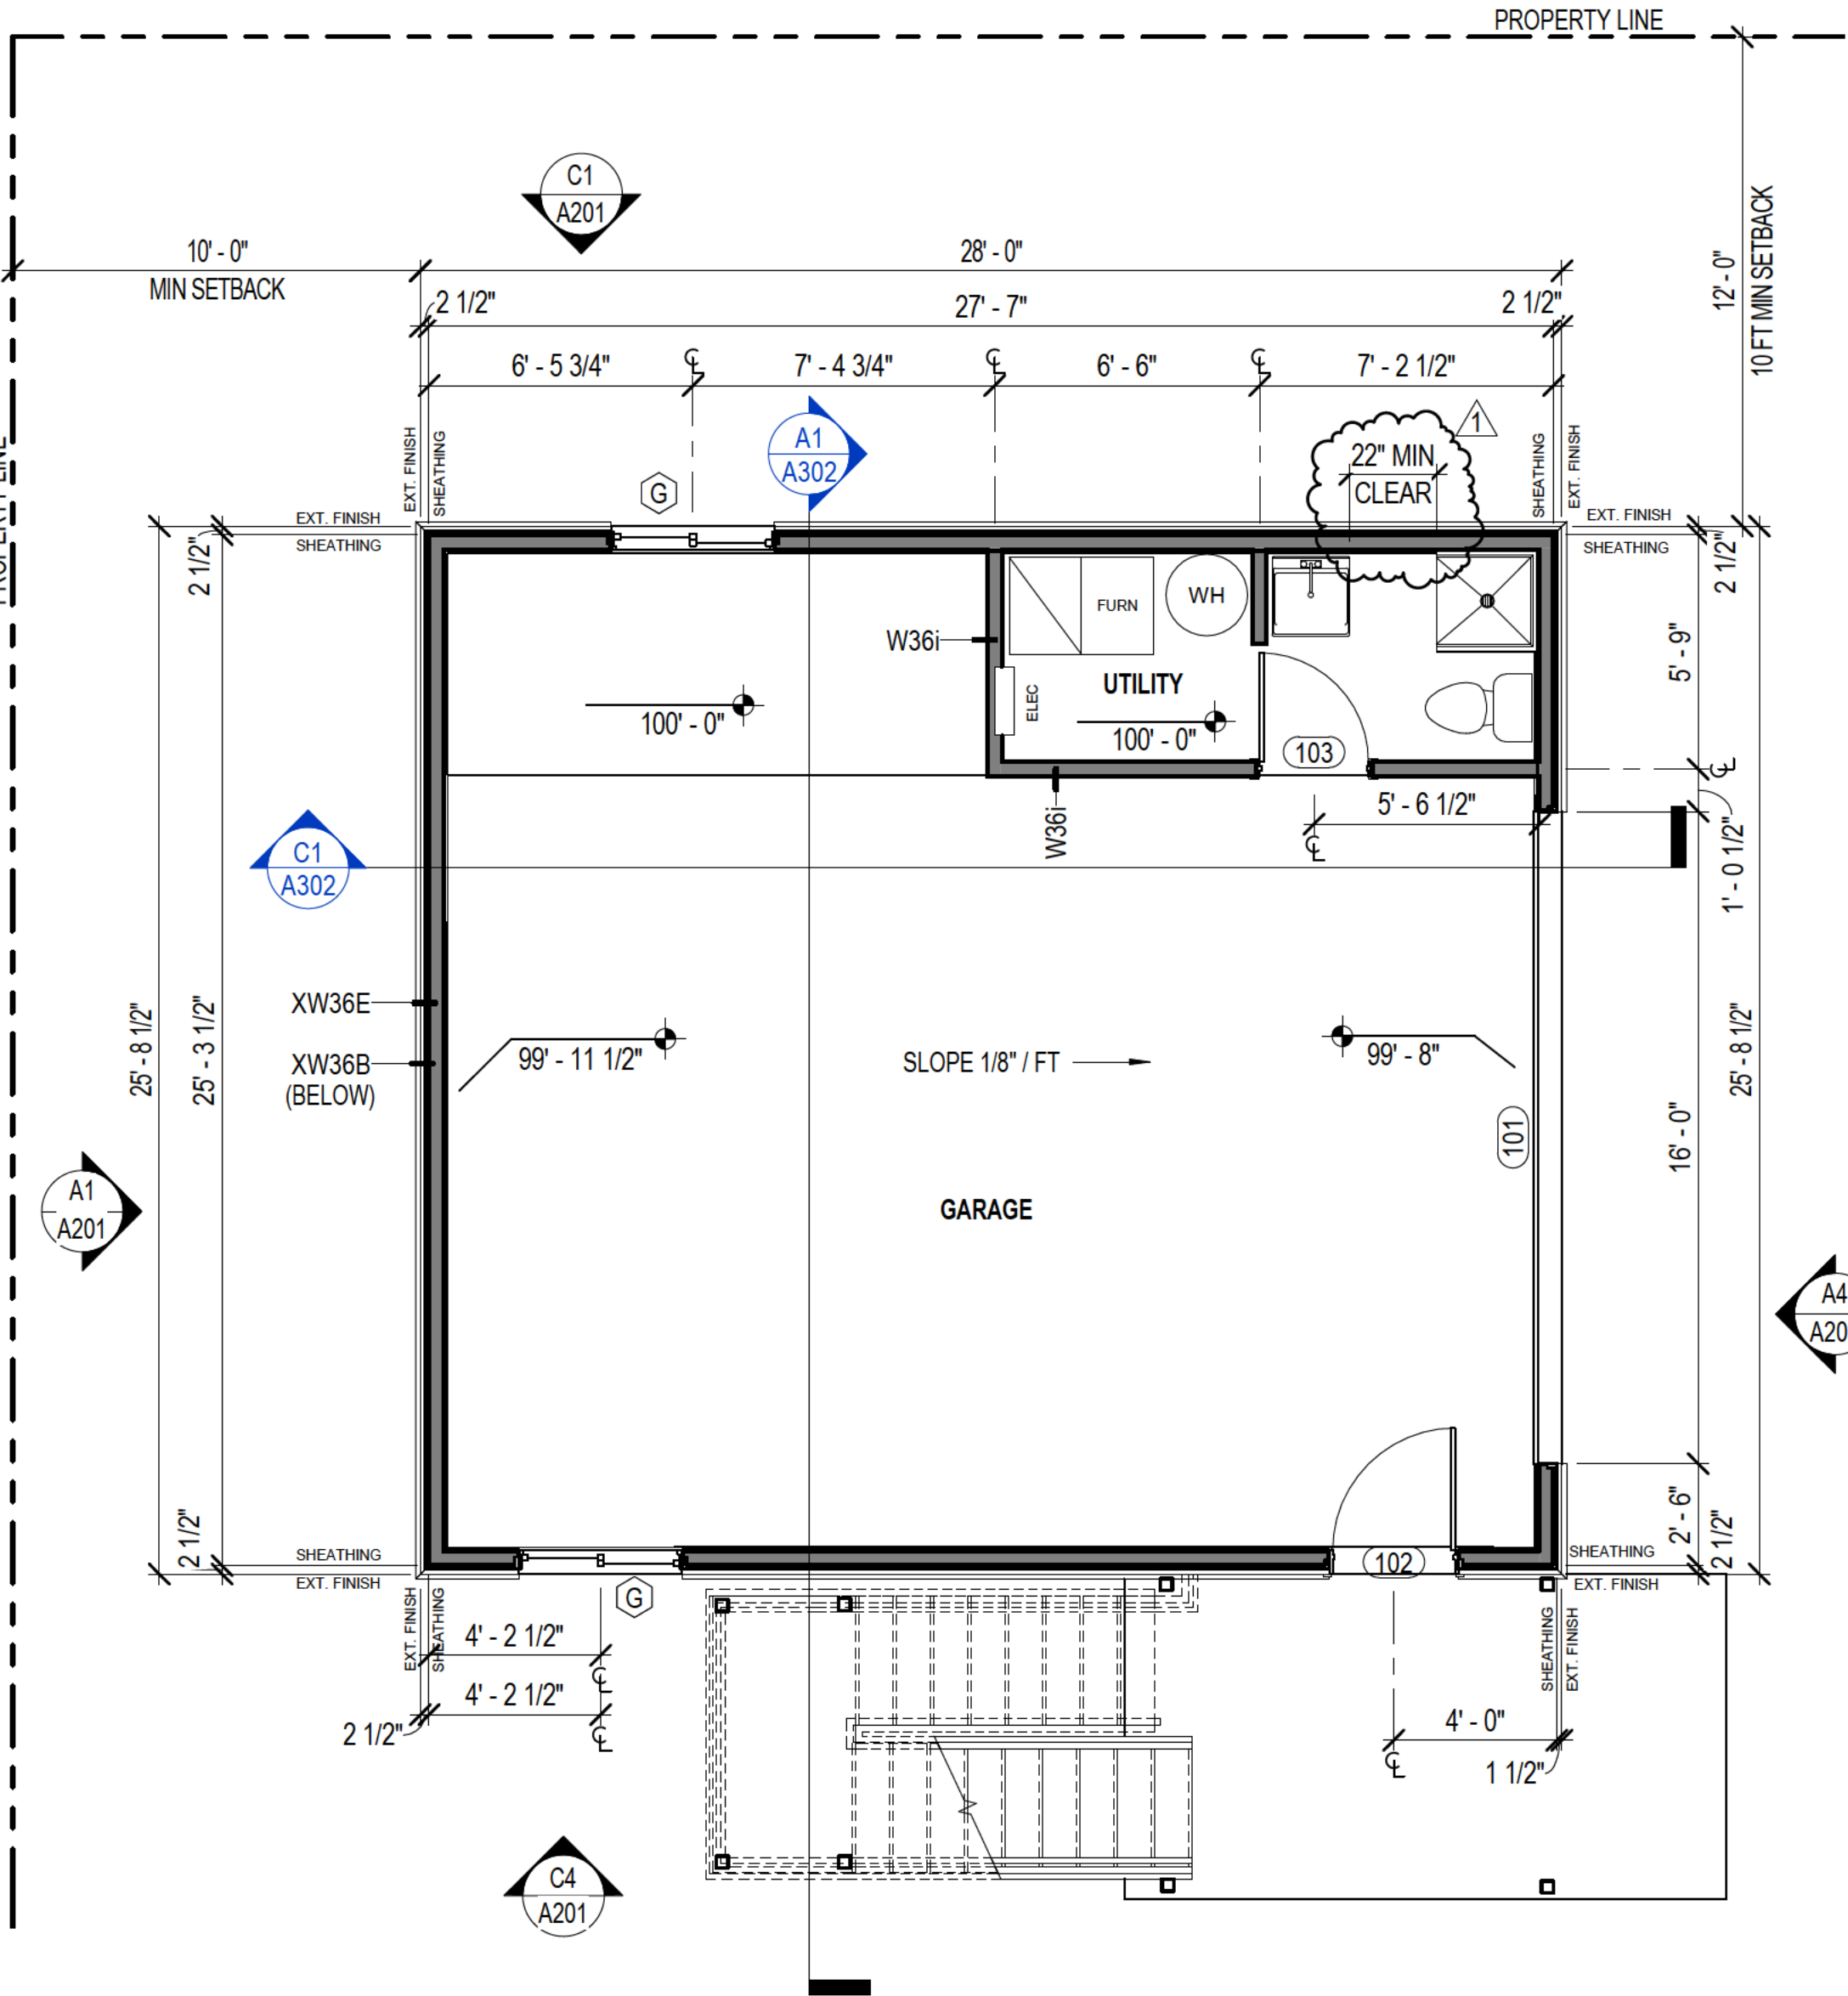 PROPERTY LINE
C1
A201
10' - 0"
MIN SETBACK
28' - 0"
12' - 0"
10 FT MIN SETBACK
2 1/2"
27' - 7"
2 1/2"
6' - 5 3/4"
7' - 4 3/4"
6' - 6"
7' - 2 1/2"
PROPERTY LINE
EXT. FINISH
SHEATHING
G
A1
A302
1
22" MIN
CLEAR
SHEATHING
EXT. FINISH
EXT. FINISH
SHEATHING
EXT. FINISH
SHEATHING
2 1/2"
2 1/2"
FURN
WH
W36i
UTILITY
ELEC
5' - 9"
100' - 0"
100' - 0"
103
5' - 6 1/2"
W36i
C1
A302
1' - 0 1/2"
XW36E
XW36B
(BELOW)
25' - 8 1/2"
25' - 3 1/2"
99' - 11 1/2"
SLOPE 1/8" / FT
99' - 8"
25' - 8 1/2"
16' - 0"
101
A1
A201
GARAGE
A4
A20
2 1/2"
2' - 6"
2 1/2"
SHEATHING
EXT. FINISH
102
SHEATHING
EXT. FINISH
EXT. FINISH
SHEATHING
G
4' - 2 1/2"
4' - 2 1/2"
2 1/2"
SHEATHING
EXT. FINISH
4' - 0"
1 1/2"
C4
A201